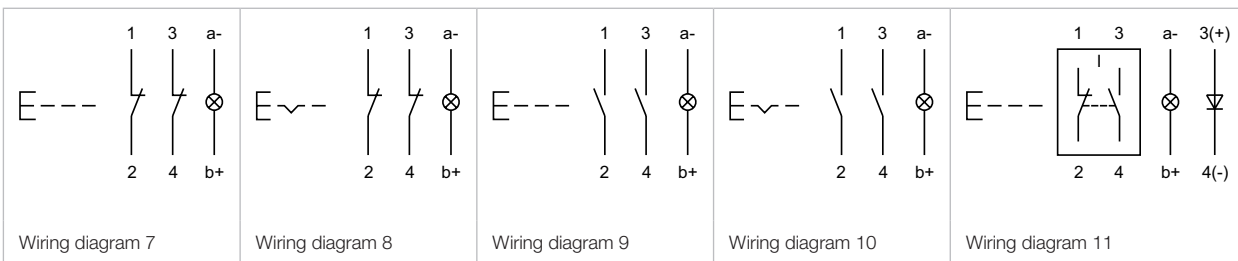 1 3 a-
2 4 b+
Wiring diagram 7
1 3 a-
2 4 b+
Wiring diagram 8
1 3 a-
2 4 b+
Wiring diagram 9
1 3 a-
2 4 b+
Wiring diagram 10
1 3 a- 3(+)
2 4 b+ 4(-)
Wiring diagram 11